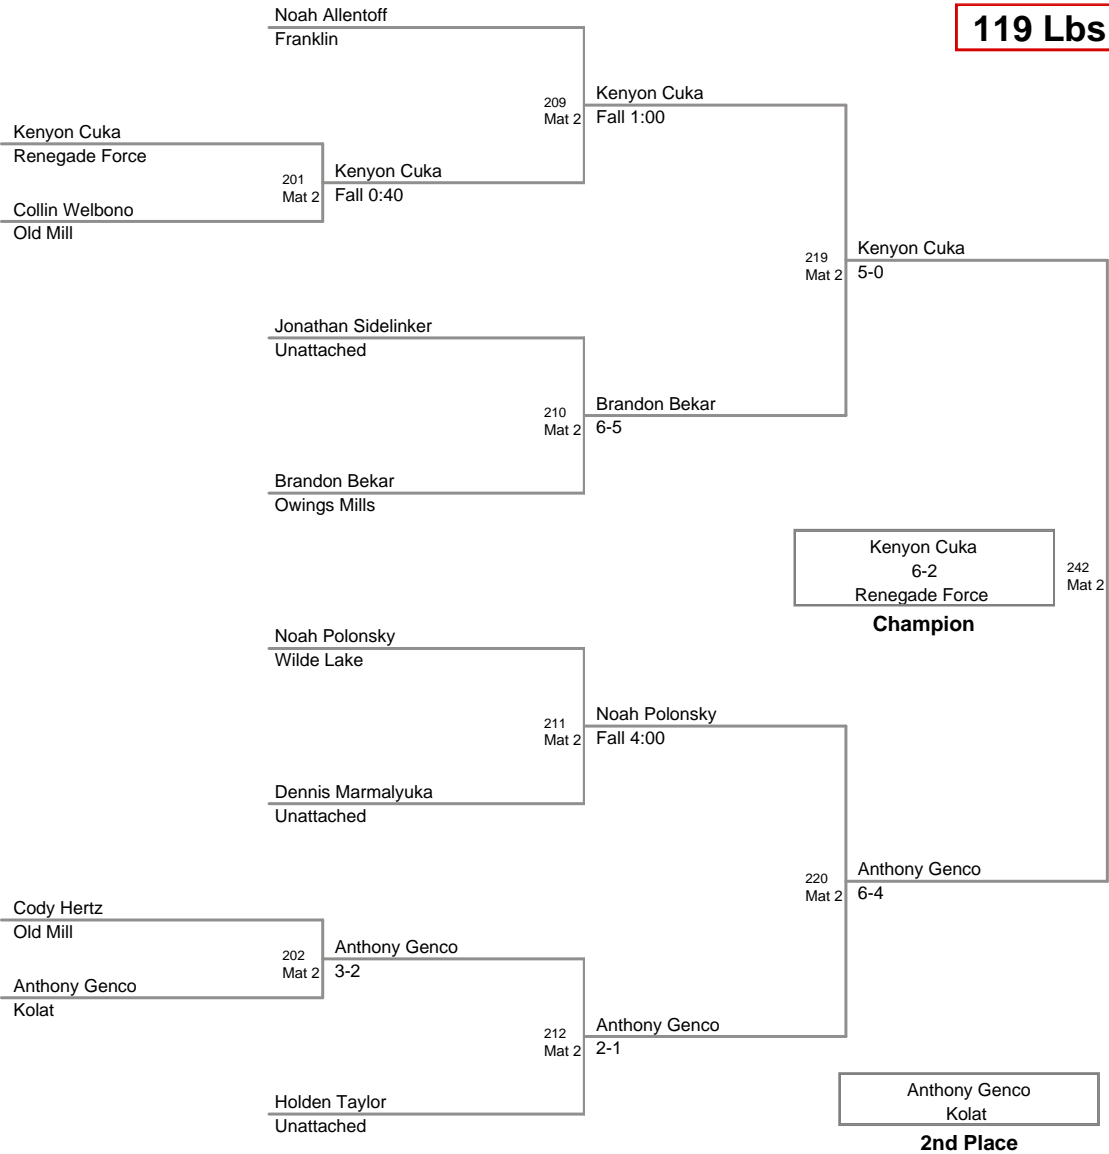 Noah Allentoff
Franklin
119 Lbs
209
Mat 2
Kenyon Cuka
Fall 1:00
Kenyon Cuka
Renegade Force
201
Mat 2
Kenyon Cuka
Fall 0:40
Collin Welbono
Old Mill
219
Mat 2
Kenyon Cuka
5-0
Jonathan Sidelinker
Unattached
210
Mat 2
Brandon Bekar
6-5
Brandon Bekar
Owings Mills
Kenyon Cuka
6-2
Renegade Force
Champion
242
Mat 2
Noah Polonsky
Wilde Lake
211
Mat 2
Noah Polonsky
Fall 4:00
Dennis Marmalyuka
Unattached
220
Mat 2
Anthony Genco
6-4
Cody Hertz
Old Mill
202
Mat 2
Anthony Genco
3-2
Anthony Genco
Kolat
212
Mat 2
Anthony Genco
2-1
Holden Taylor
Unattached
Anthony Genco
Kolat
2nd Place